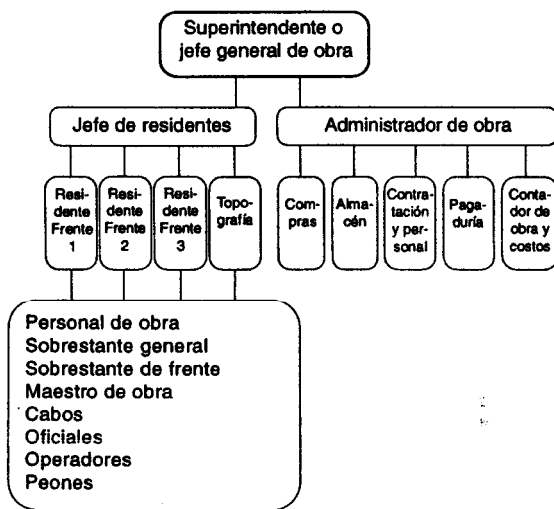 Superintendente o
jefe general de obra
Jefe de residentes
Administrador de obra
Resi-
dente
Frente
1
Resi-
dente
Frente
2
Resi-
dente
Frente
3
Topo-
grafía
Com-
pras
Alma-
cén
Contra-
tación
y per-
sonal
Paga-
duría
Conta-
dor de
obra y
costos
Personal de obra
Sobrestante general
Sobrestante de frente
Maestro de obra
Cabos
Oficiales
Operadores
Peones